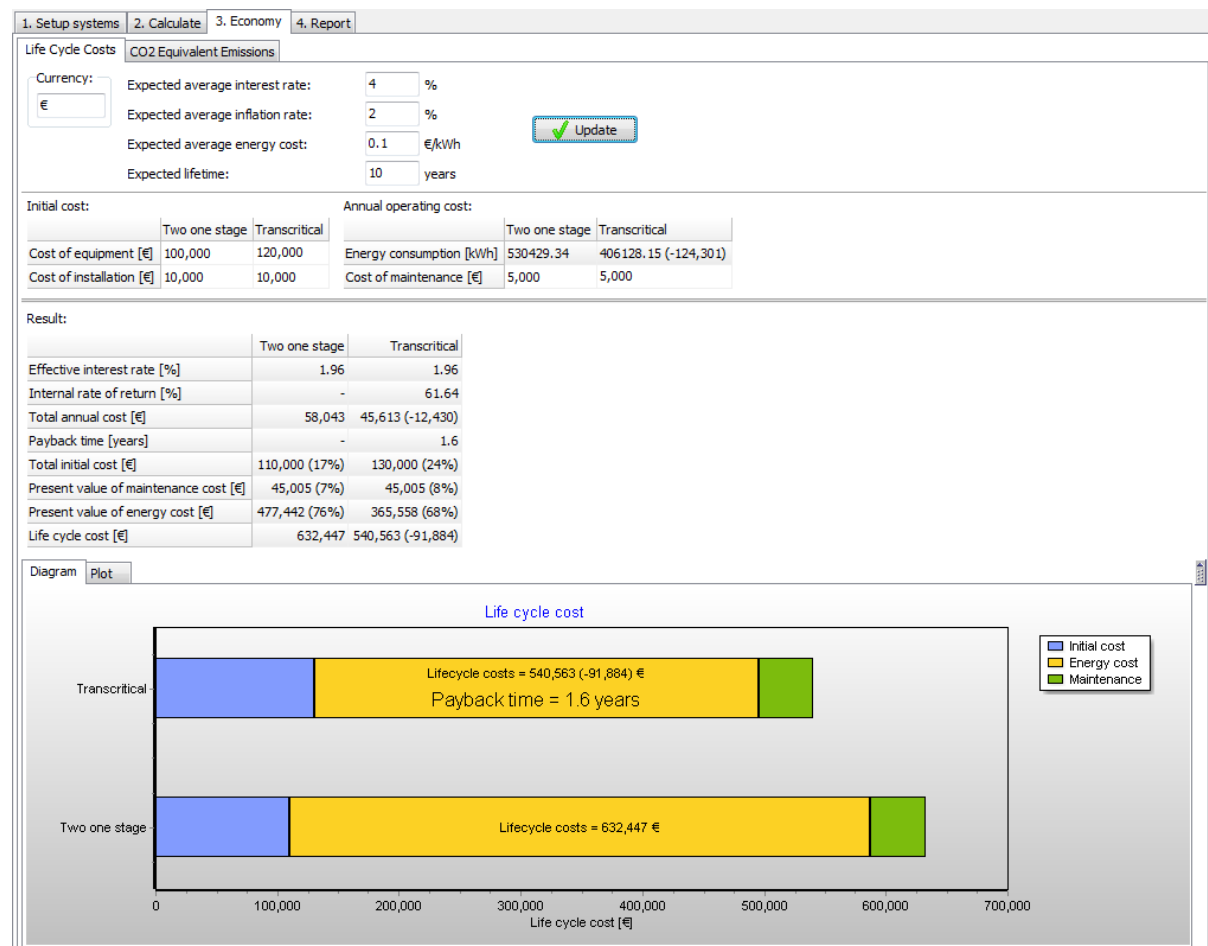 1. Setup systems 2. Calculate 3. Economy 4. Report
Life Cycle Costs CO2 Equivalent Emissions
Currency:
€
Expected average interest rate: 4 %
Expected average inflation rate: 2 %
Expected average energy cost: 0.1 €/kWh
Expected lifetime: 10 years
Update
Initial cost:
Two one stage Transcritical
Cost of equipment [€] 100,000 120,000
Cost of installation [€] 10,000 10,000
Annual operating cost:
Two one stage Transcritical
Energy consumption [kWh] 530429.34 406128.15 (-124,301)
Cost of maintenance [€] 5,000 5,000
Result:
Two one stage Transcritical
Effective interest rate [%] 1.96 1.96
Internal rate of return [%] - 61.64
Total annual cost [€] 58,043 45,613 (-12,430)
Payback time [years] - 1.6
Total initial cost [€] 110,000 (17%) 130,000 (24%)
Present value of maintenance cost [€] 45,005 (7%) 45,005 (8%)
Present value of energy cost [€] 477,442 (76%) 365,558 (68%)
Life cycle cost [€] 632,447 540,563 (-91,884)
Diagram Plot
Life cycle cost
Initial cost
Energy cost
Maintenance
Transcritical
Lifecycle costs = 540,563 (-91,884) €
Payback time = 1.6 years
Two one stage
Lifecycle costs = 632,447 €
0 100,000 200,000 300,000 400,000 500,000 600,000 700,000
Life cycle cost [€]